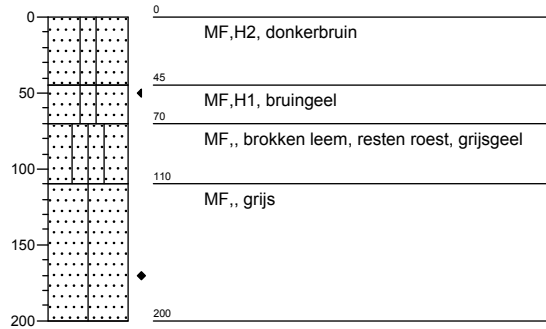 0
50
100
150
200
0
MF,H2, donkerbruin
45
MF,H1, bruingeel
70
MF,, brokken leem, resten roest, grijsgeel
110
MF,, grijs
200